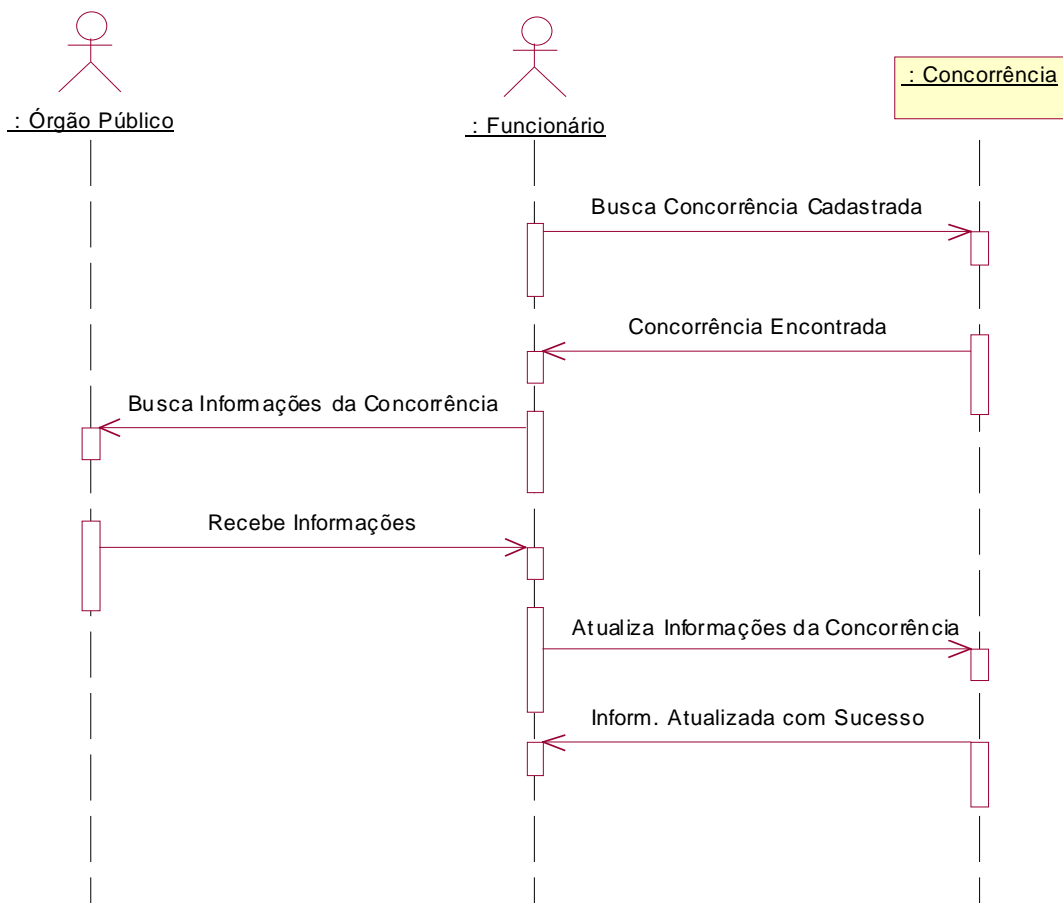 : Órgão Público
: Funcionário
: Concorrência
Busca Concorrência Cadastrada
Concorrência Encontrada
Busca Informações da Concorrência
Recebe Informações
Atualiza Informações da Concorrência
Inform. Atualizada com Sucesso